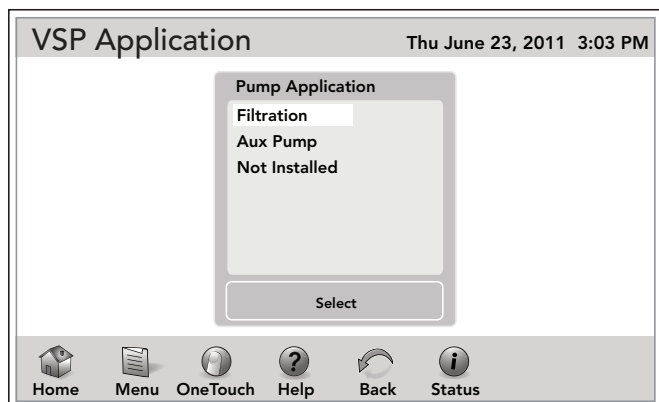 VSP Application Thu June 23, 2011 3:03 PM
Pump Application
Filtration
Aux Pump
Not Installed
Select
Home Menu OneTouch Help Back Status